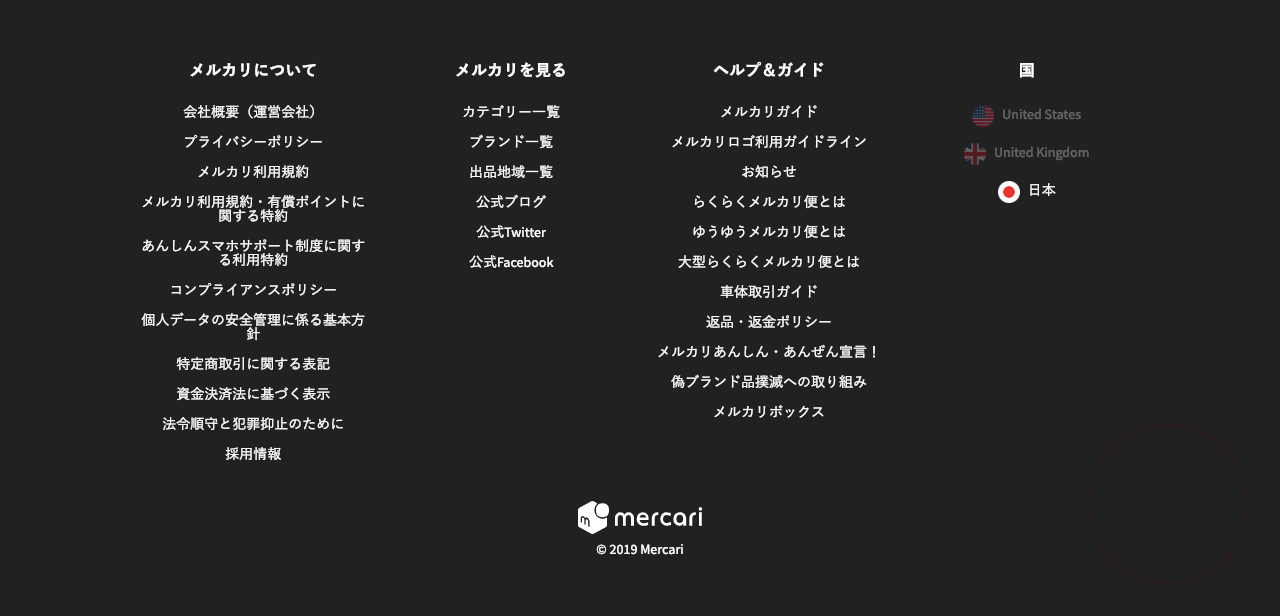 メルカリについて
会社概要（運営会社）
プライバシーポリシー
メルカリ利用規約
メルカリ利用規約・有償ポイントに
関する特約
あんしんスマホサポート制度に関す
る利用特約
コンプライアンスポリシー
個人データの安全管理に係る基本方
針
特定商取引に関する表記
資金決済法に基づく表示
法令順守と犯罪抑止のために
採用情報
メルカリを見る
カテゴリー一覧
ブランド一覧
出品地域一覧
公式ブログ
公式Twitter
公式Facebook
ヘルプ＆ガイド
メルカリガイド
メルカリロゴ利用ガイドライン
お知らせ
らくらくメルカリ便とは
ゆうゆうメルカリ便とは
大型らくらくメルカリ便とは
車体取引ガイド
返品・返金ポリシー
メルカリあんしん・あんぜん宣言！
偽ブランド品撲滅への取り組み
メルカリボックス
国
United States
United Kingdom
日本
m mercari
© 2019 Mercari